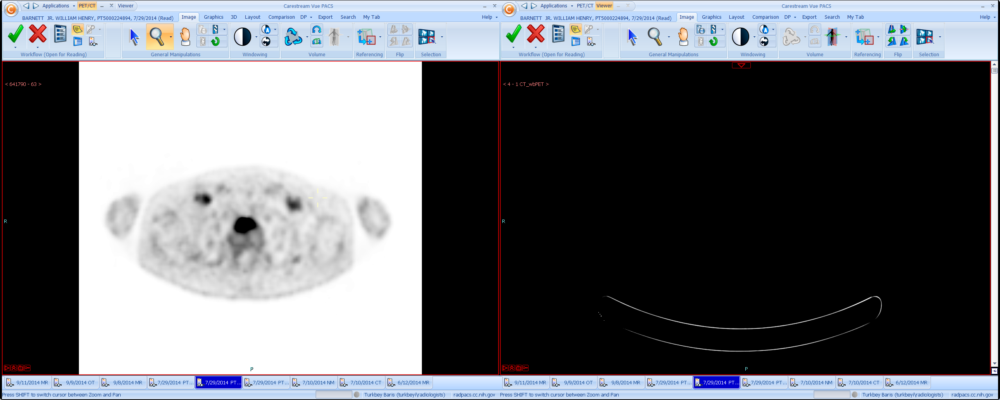 Applications PET/CT Viewer Carestream Vue PACS
BARNETT JR. WILLIAM HENRY, PT5000224894, 7/29/2014 (Read) Image Graphics 3D Layout Comparison DP Export Search My Tab Help
Workflow (Open for Reading) General Manipulations Windowing Volume Referencing Flip Selection
< 641790 - 63 >
R
P
9/11/2014 MR 9/9/2014 OT 9/8/2014 MR 7/29/2014 PT... 7/29/2014 PT... 7/29/2014 PT... 7/10/2014 NM 7/10/2014 CT 6/12/2014 MR
Press SHIFT to switch cursor between Zoom and Pan Turkbey Baris (turkbeyi\radiologists) radpacs.cc.nih.gov
Applications PET/CT Viewer Carestream Vue PACS
BARNETT JR. WILLIAM HENRY, PT5000224894, 7/29/2014 (Read) Image Graphics Layout Comparison DP Export Search My Tab Help
Workflow (Open for Reading) General Manipulations Windowing Volume Referencing Flip Selection
< 4 - 1 CT_wbPET >
R
P
9/11/2014 MR 9/9/2014 OT 9/8/2014 MR 7/29/2014 PT... 7/29/2014 PT... 7/29/2014 PT... 7/10/2014 NM 7/10/2014 CT 6/12/2014 MR
Press SHIFT to switch cursor between Zoom and Pan Turkbey Baris (turkbeyi\radiologists) radpacs.cc.nih.gov